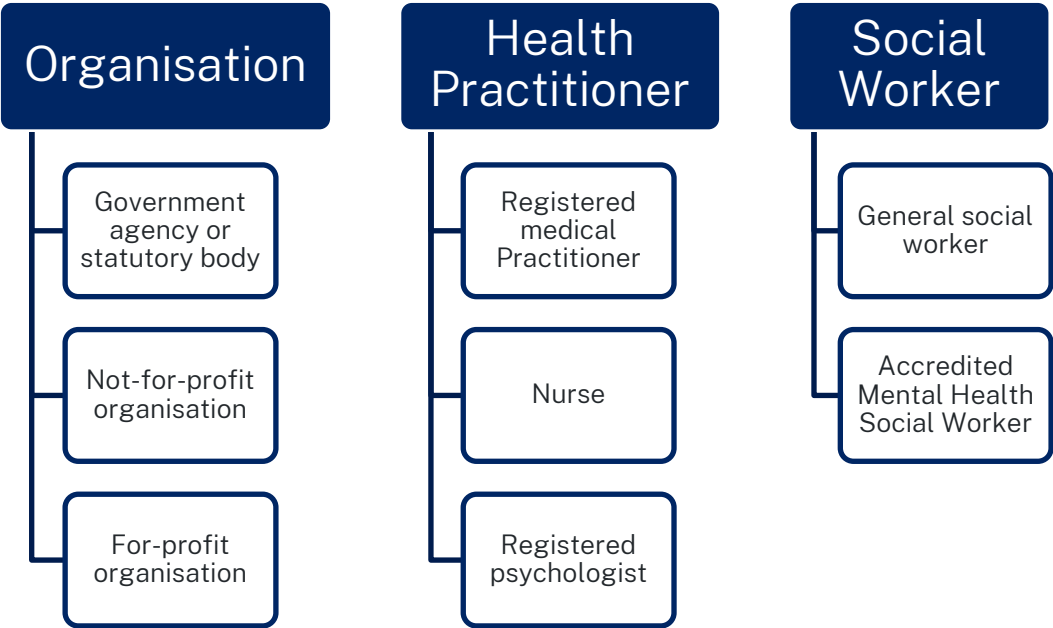 Organisation
Government
agency or
statutory body
Not-for-profit
organisation
For-profit
organisation
Health
Practitioner
Registered
medical
Practitioner
Nurse
Registered
psychologist
Social
Worker
General social
worker
Accredited
Mental Health
Social Worker